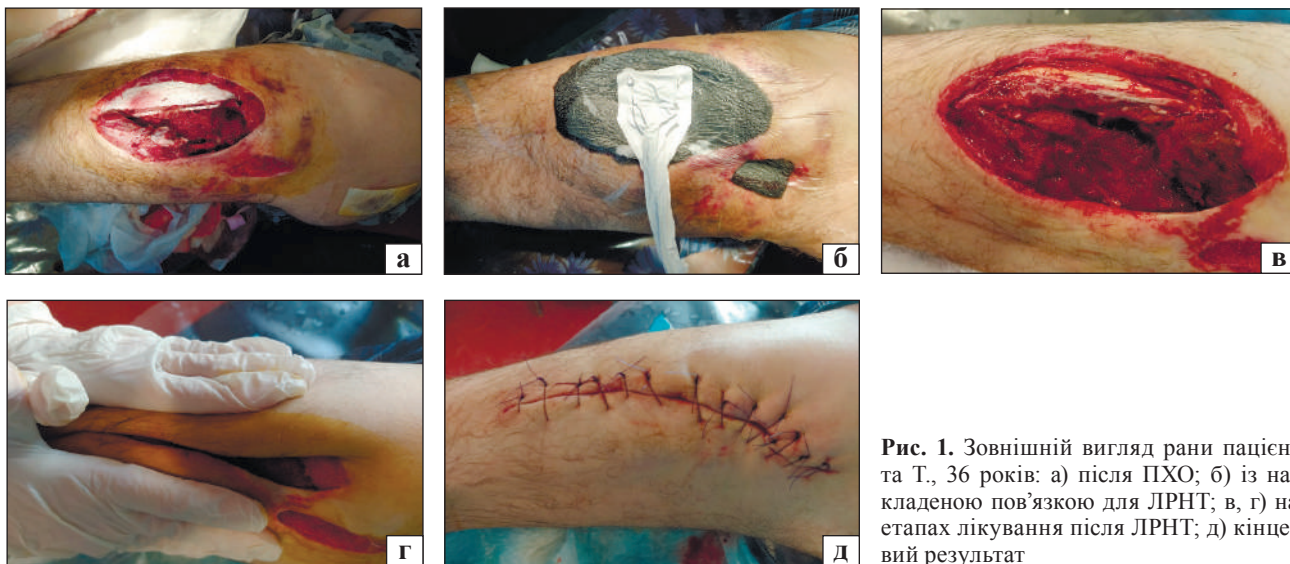 а
б
в
г
д
Рис. 1. Зовнішній вигляд рани пацієн-
та Т., 36 років: а) після ПХО; б) із на-
кладеною пов'язкою для ЛРНТ; в, г) на
етапах лікування після ЛРНТ; д) кінце-
вий результат